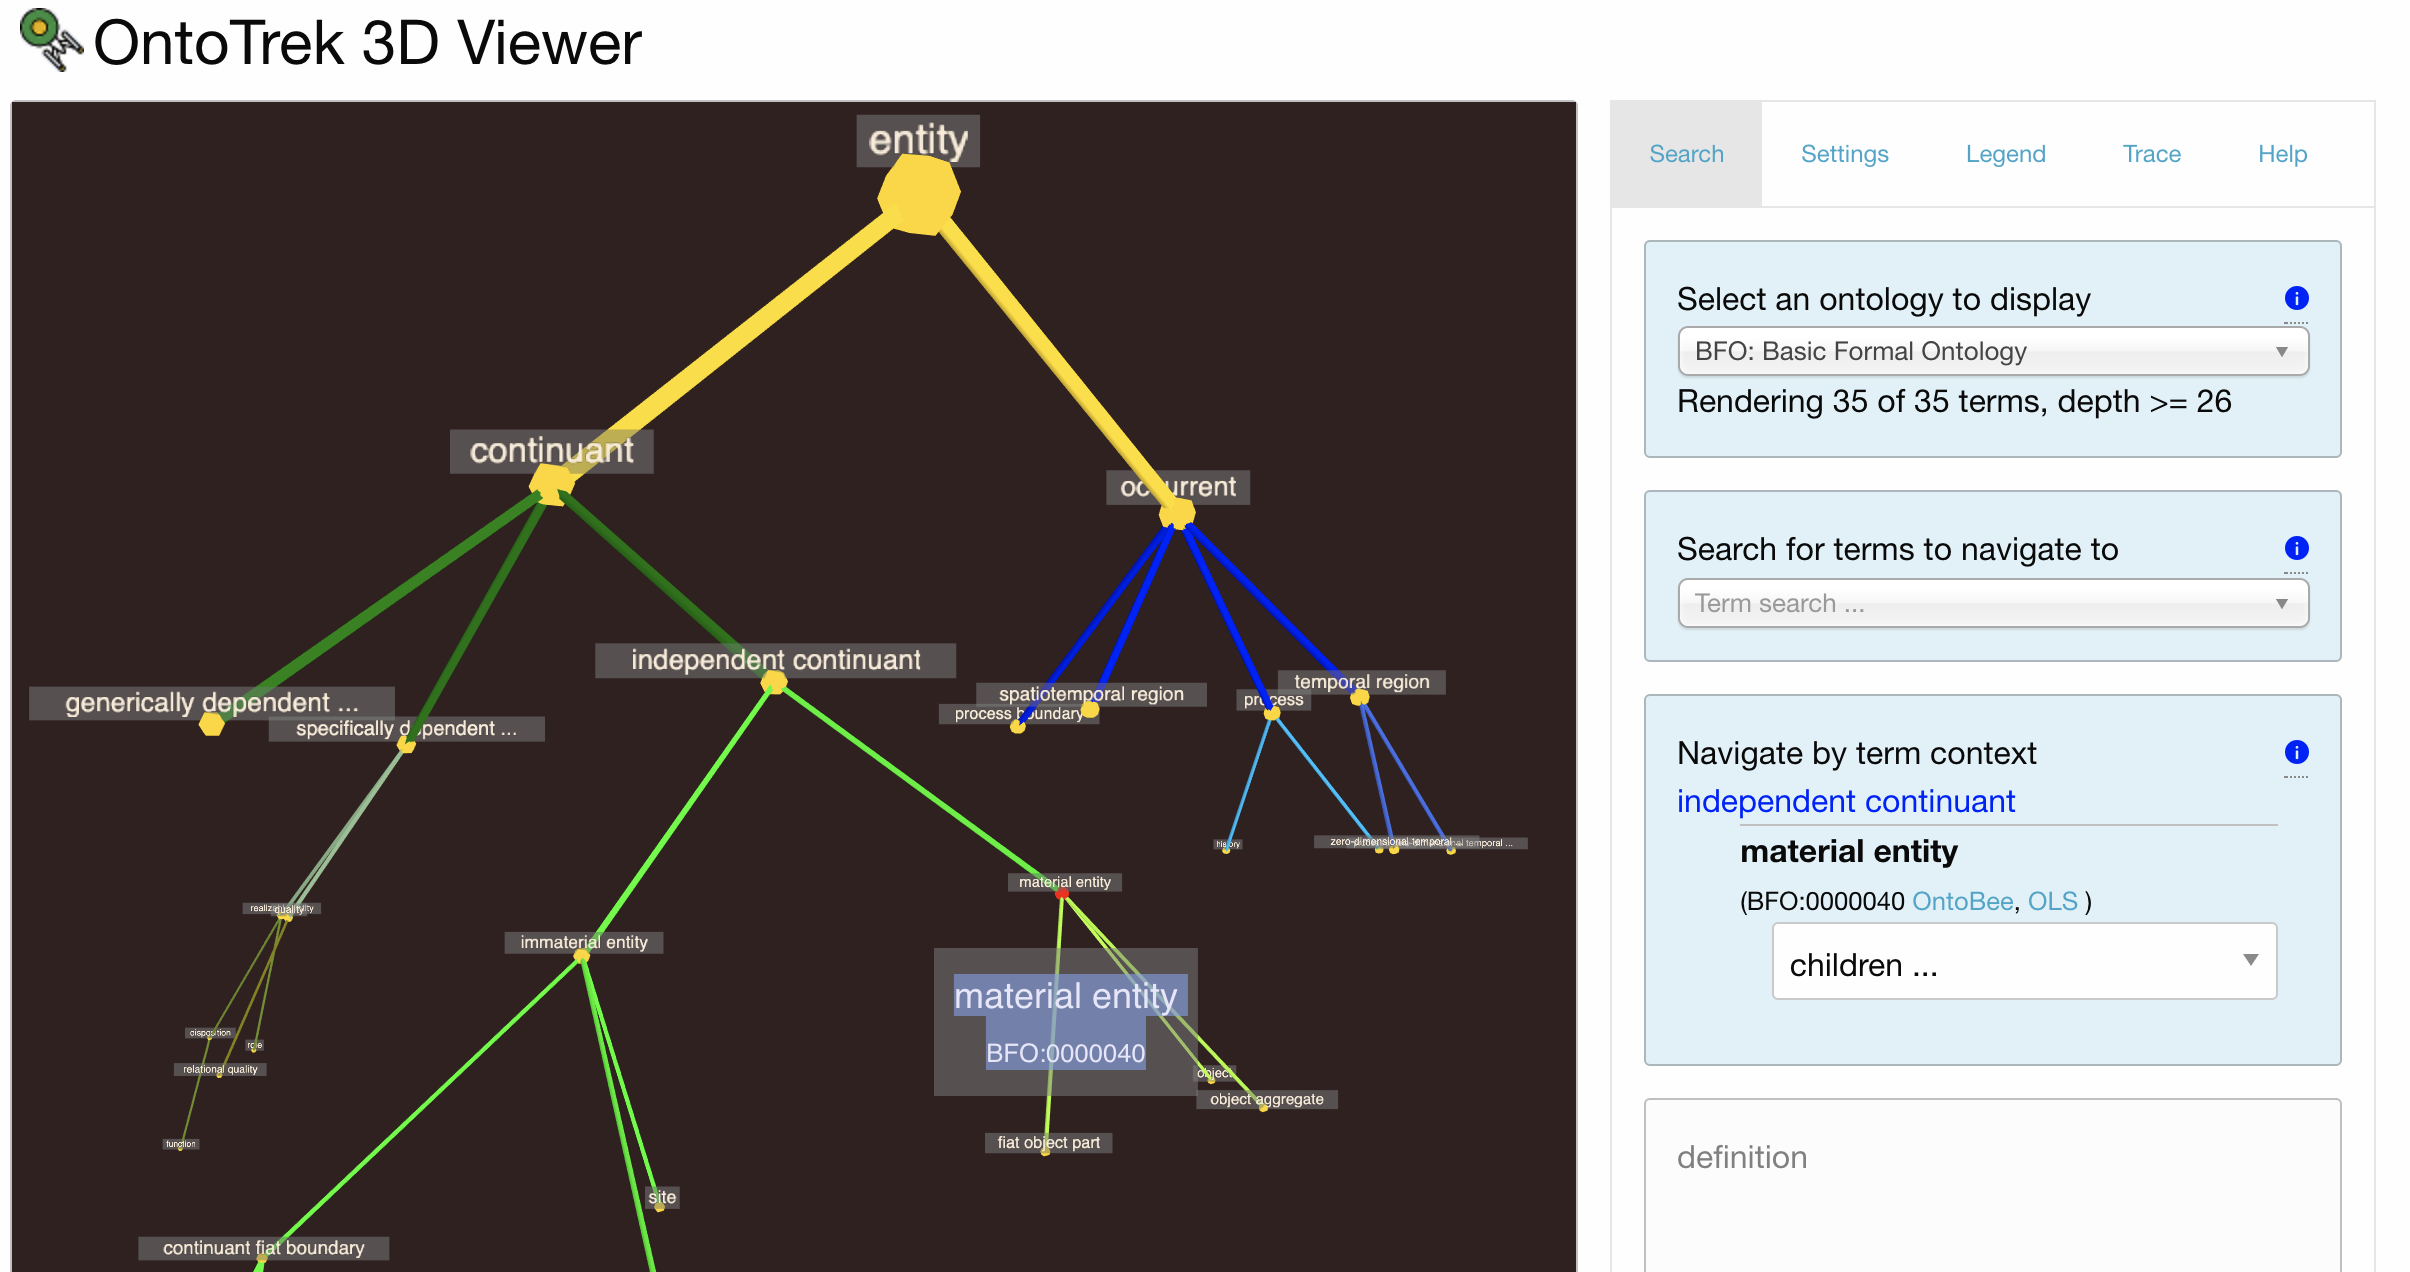 OntoTrek 3D Viewer
entity
continuant
occurrent
independent continuant
generically dependent ...
specifically dependent ...
spatiotemporal region
process boundary
process
temporal region
history
zero-dimensional temporal
temporal ...
material entity
quality
immaterial entity
material entity
BFO:0000040
disposition
role
relational quality
object
object aggregate
fiat object part
function
site
continuant fiat boundary
Search
Settings
Legend
Trace
Help
Select an ontology to display
BFO: Basic Formal Ontology
Rendering 35 of 35 terms, depth >= 26
Search for terms to navigate to
Term search ...
Navigate by term context
independent continuant
material entity
(BFO:0000040 OntoBee, OLS )
children ...
definition